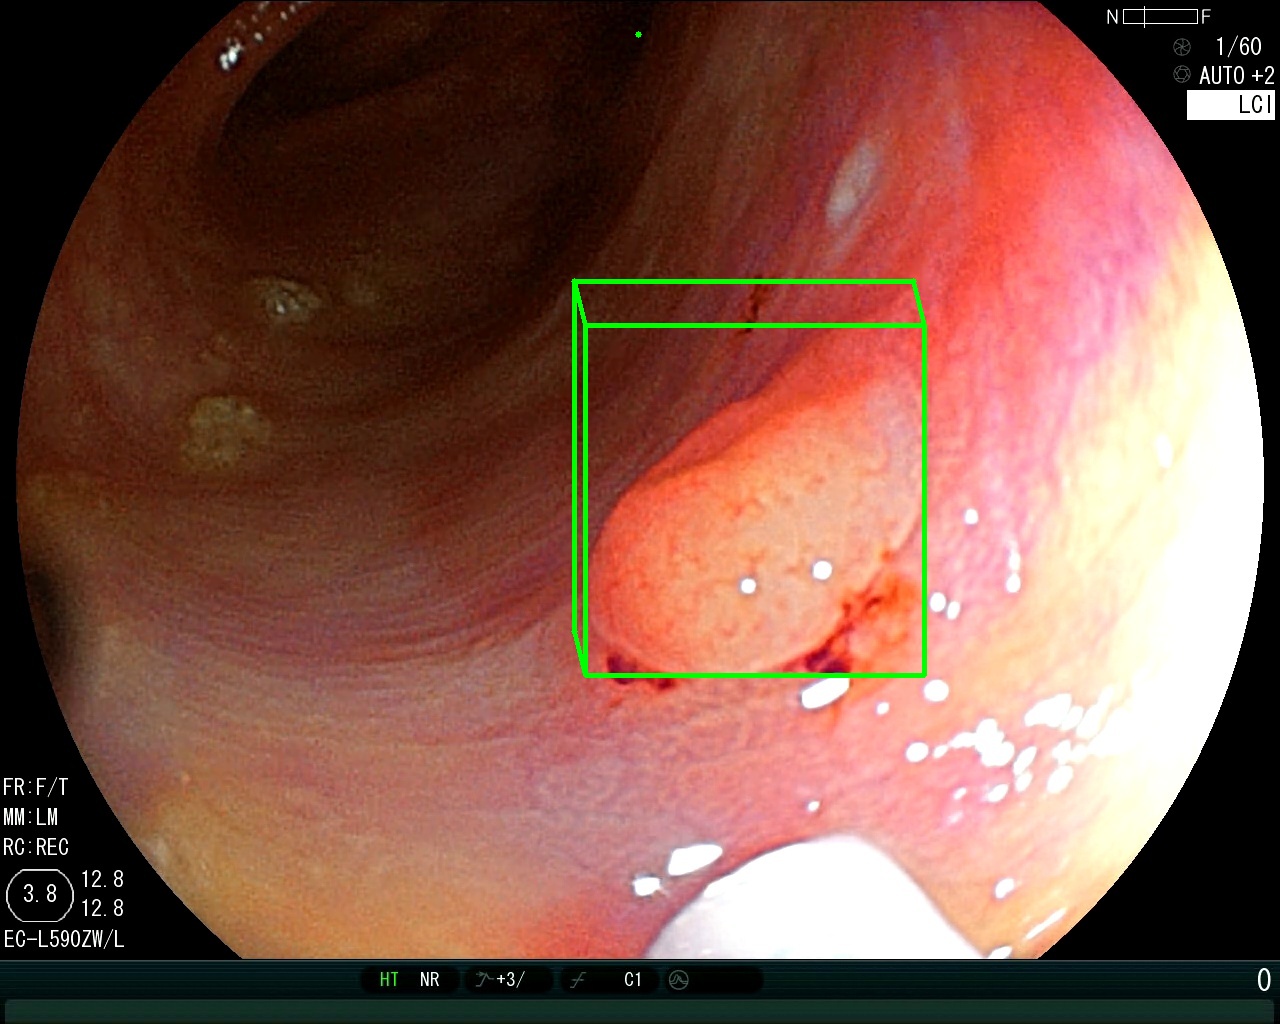 N F
1/60
AUTO +2
LCI
FR:F/T
MM:LM
RC:REC
3.8 12.8
12.8
EC-L590ZW/L
HT NR +3/ C1
0